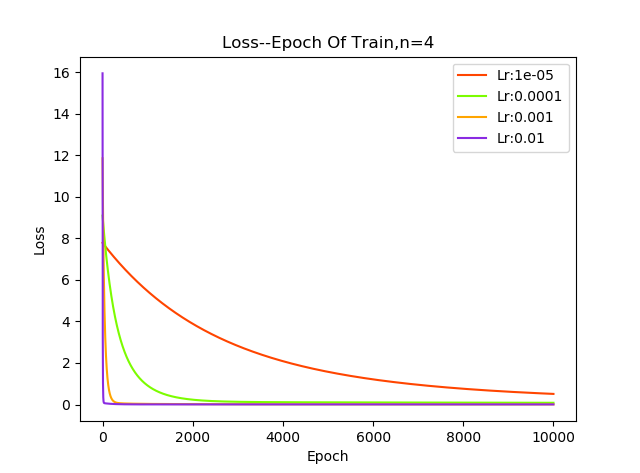 Loss--Epoch Of Train,n=4
Lr:1e-05
Lr:0.0001
Lr:0.001
Lr:0.01
16
14
12
10
8
6
4
2
0
Loss
0 2000 4000 6000 8000 10000
Epoch